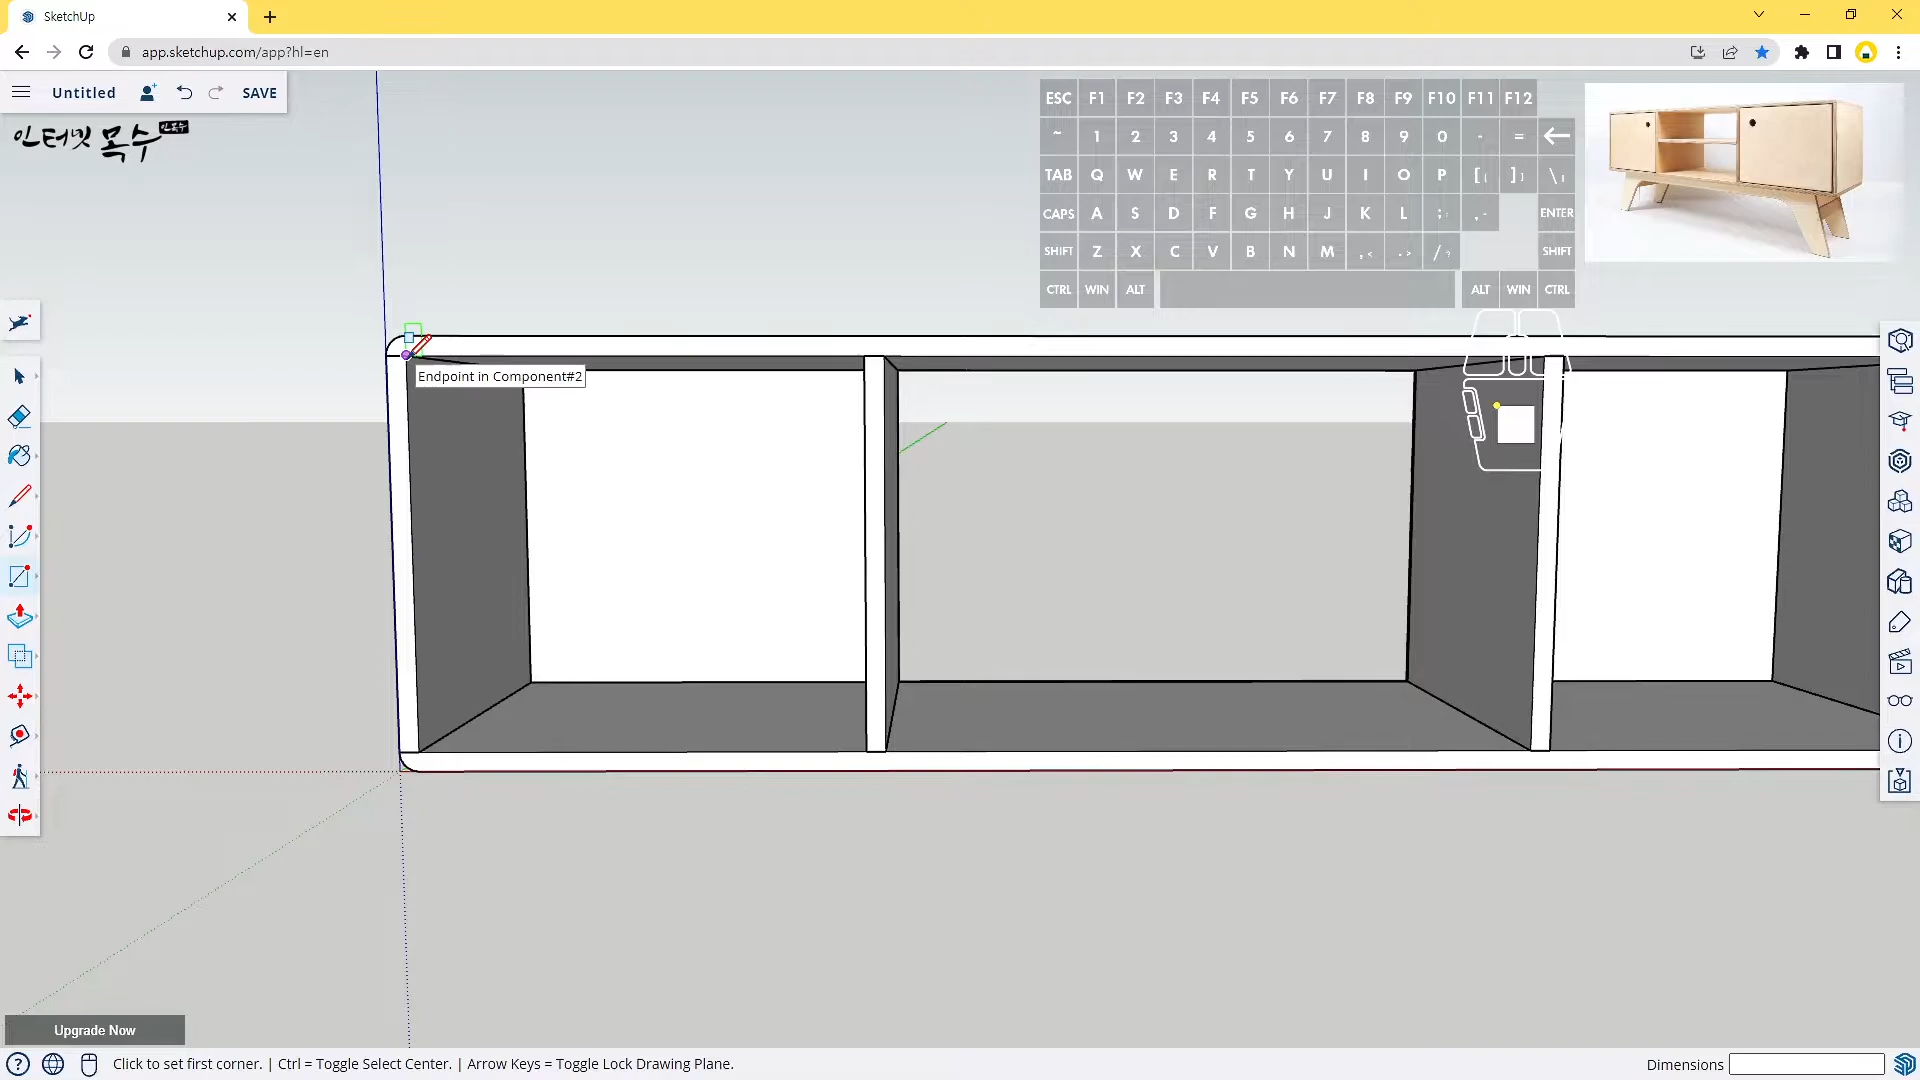 SketchUp
app.sketchup.com/app?hl=en
Untitled
SAVE
인터넷 목수
ESC F1 F2 F3 F4 F5 F6 F7 F8 F9 F10 F11 F12
~ 1 2 3 4 5 6 7 8 9 0 - =
TAB Q W E R T Y U I O P [ ] \
CAPS A S D F G H J K L ; ENTER
SHIFT Z X C V B N M , < . > / ? SHIFT
CTRL WIN ALT ALT WIN CTRL
Endpoint in Component#2
Upgrade Now
Click to set first corner. | Ctrl = Toggle Select Center. | Arrow Keys = Toggle Lock Drawing Plane.
Dimensions